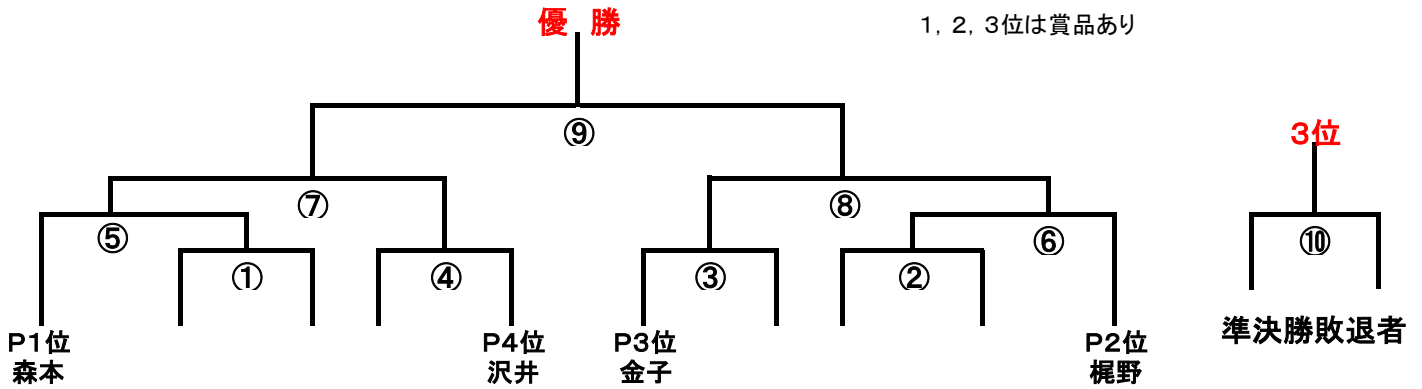 優 勝
1, 2, 3位は賞品あり
⑨
3位
⑦
⑧
⑤
⑥
⑩
①
④
③
②
P1位
森本
P4位
沢井
P3位
金子
P2位
梶野
準決勝敗退者